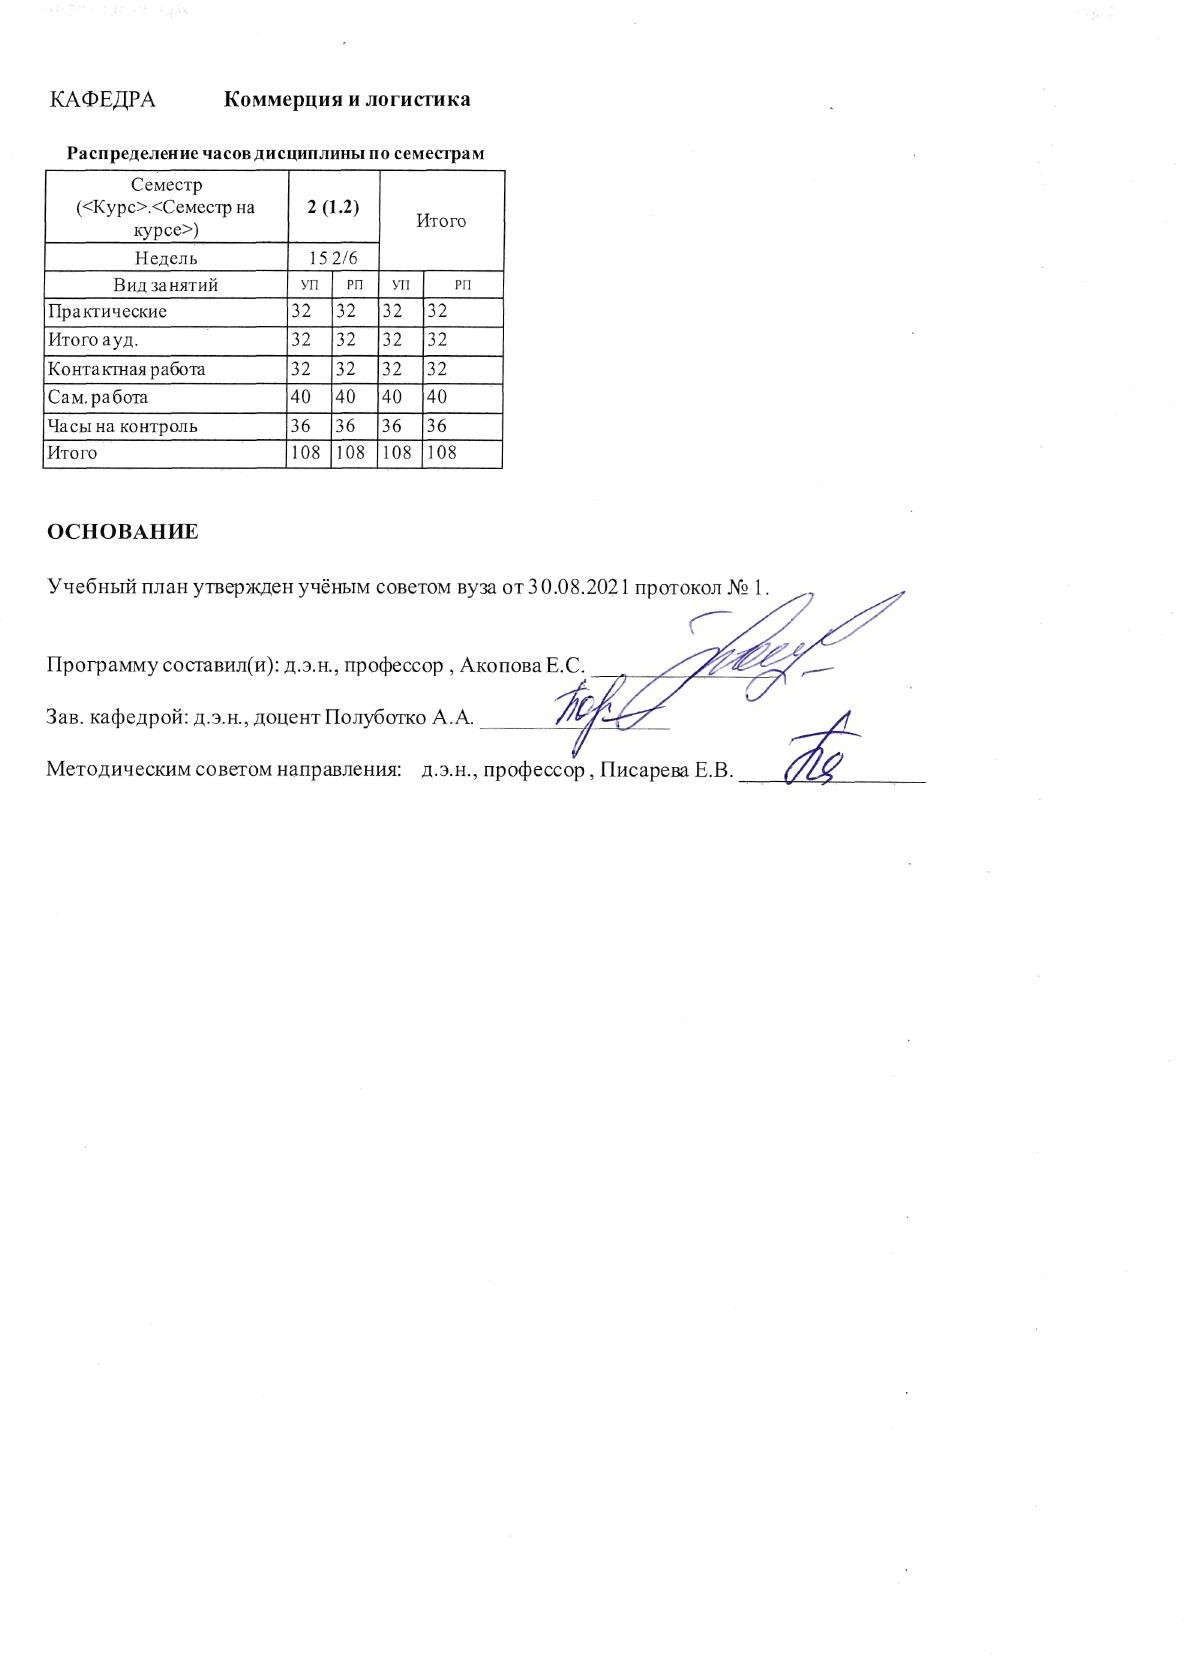 КАФЕДРА Коммерция и логистика
Распределение часов дисциплины по семестрам
Семестр
(<Курс>.<Семестр на
курсе>)
2 (1.2)
Итого
Недель 15 2/6
Вид занятий УП РП УП РП
Практические 32 32 32 32
Итого ауд. 32 32 32 32
Контактная работа 32 32 32 32
Сам. работа 40 40 40 40
Часы на контроль 36 36 36 36
Итого 108 108 108 108
ОСНОВАНИЕ
Учебный план утвержден учёным советом вуза от 30.08.2021 протокол № 1.
Программу составил(и): д.э.н., профессор , Акопова Е.С.
Зав. кафедрой: д.э.н., доцент Полуботко А.А.
Методическим советом направления: д.э.н., профессор , Писарева Е.В.